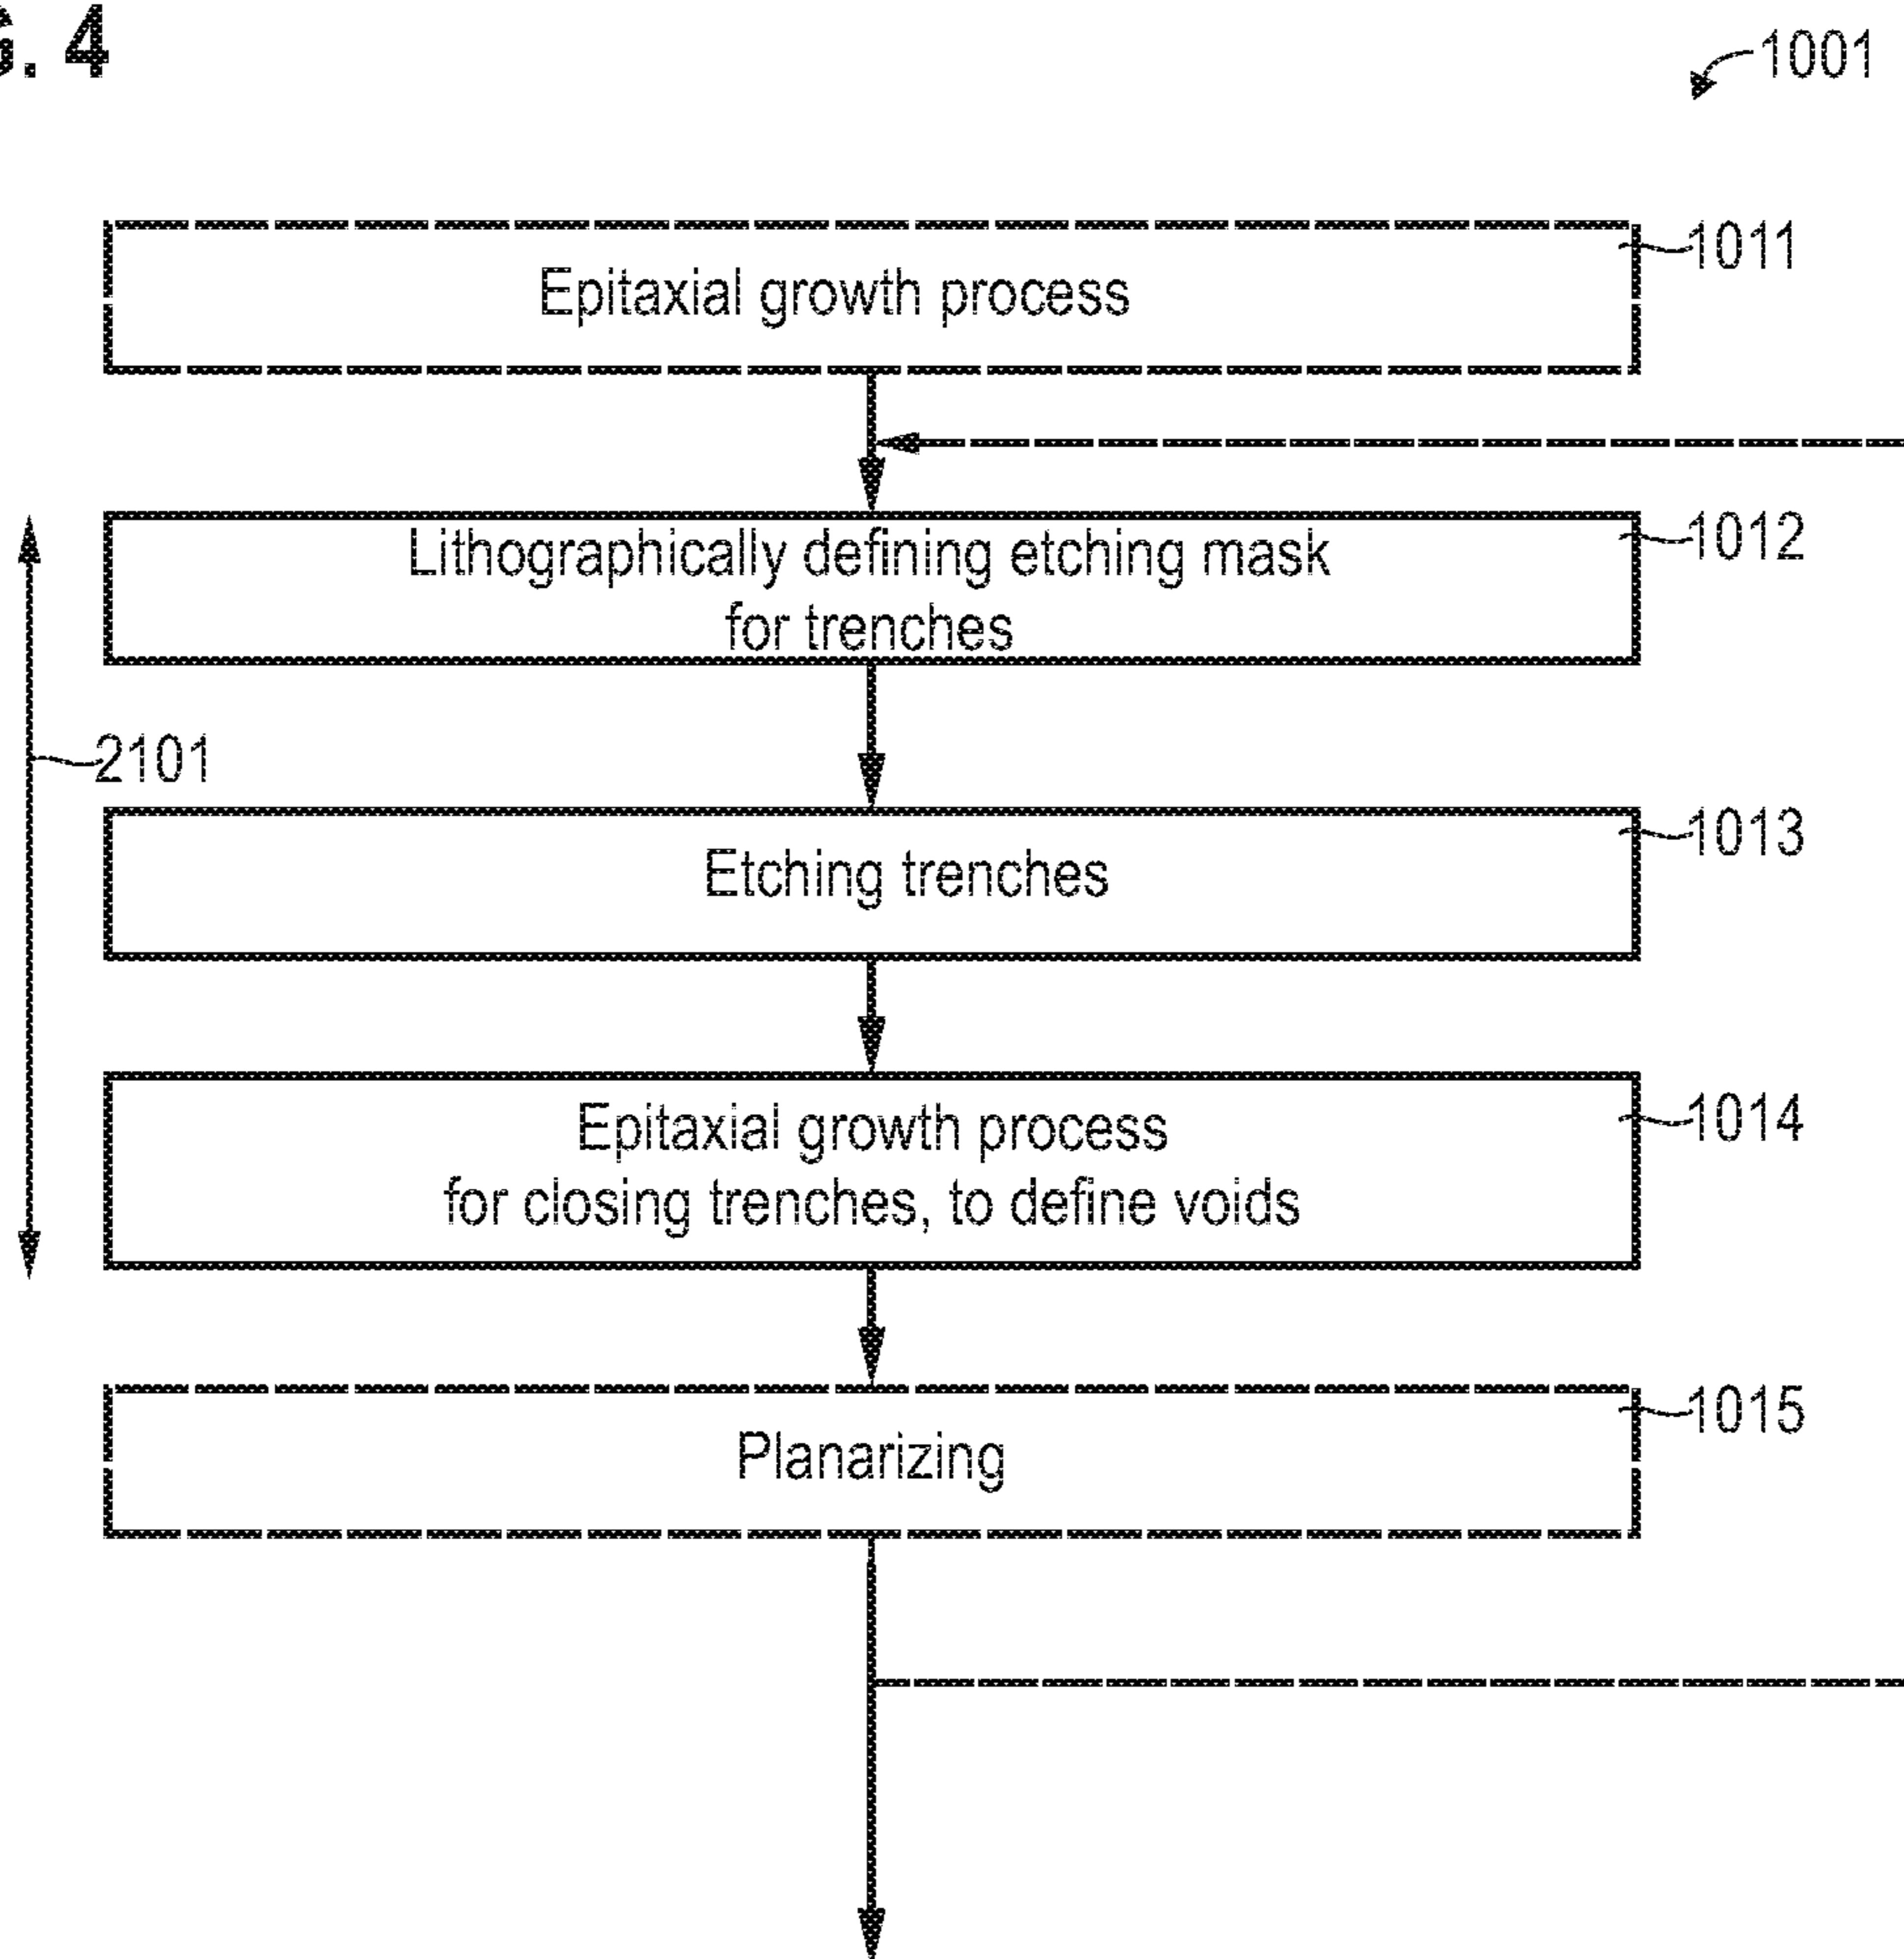 G. 4
1001
Epitaxial growth process
1011
Lithographically defining etching mask
for trenches
1012
2101
Etching trenches
1013
Epitaxial growth process
for closing trenches, to define voids
1014
Planarizing
1015